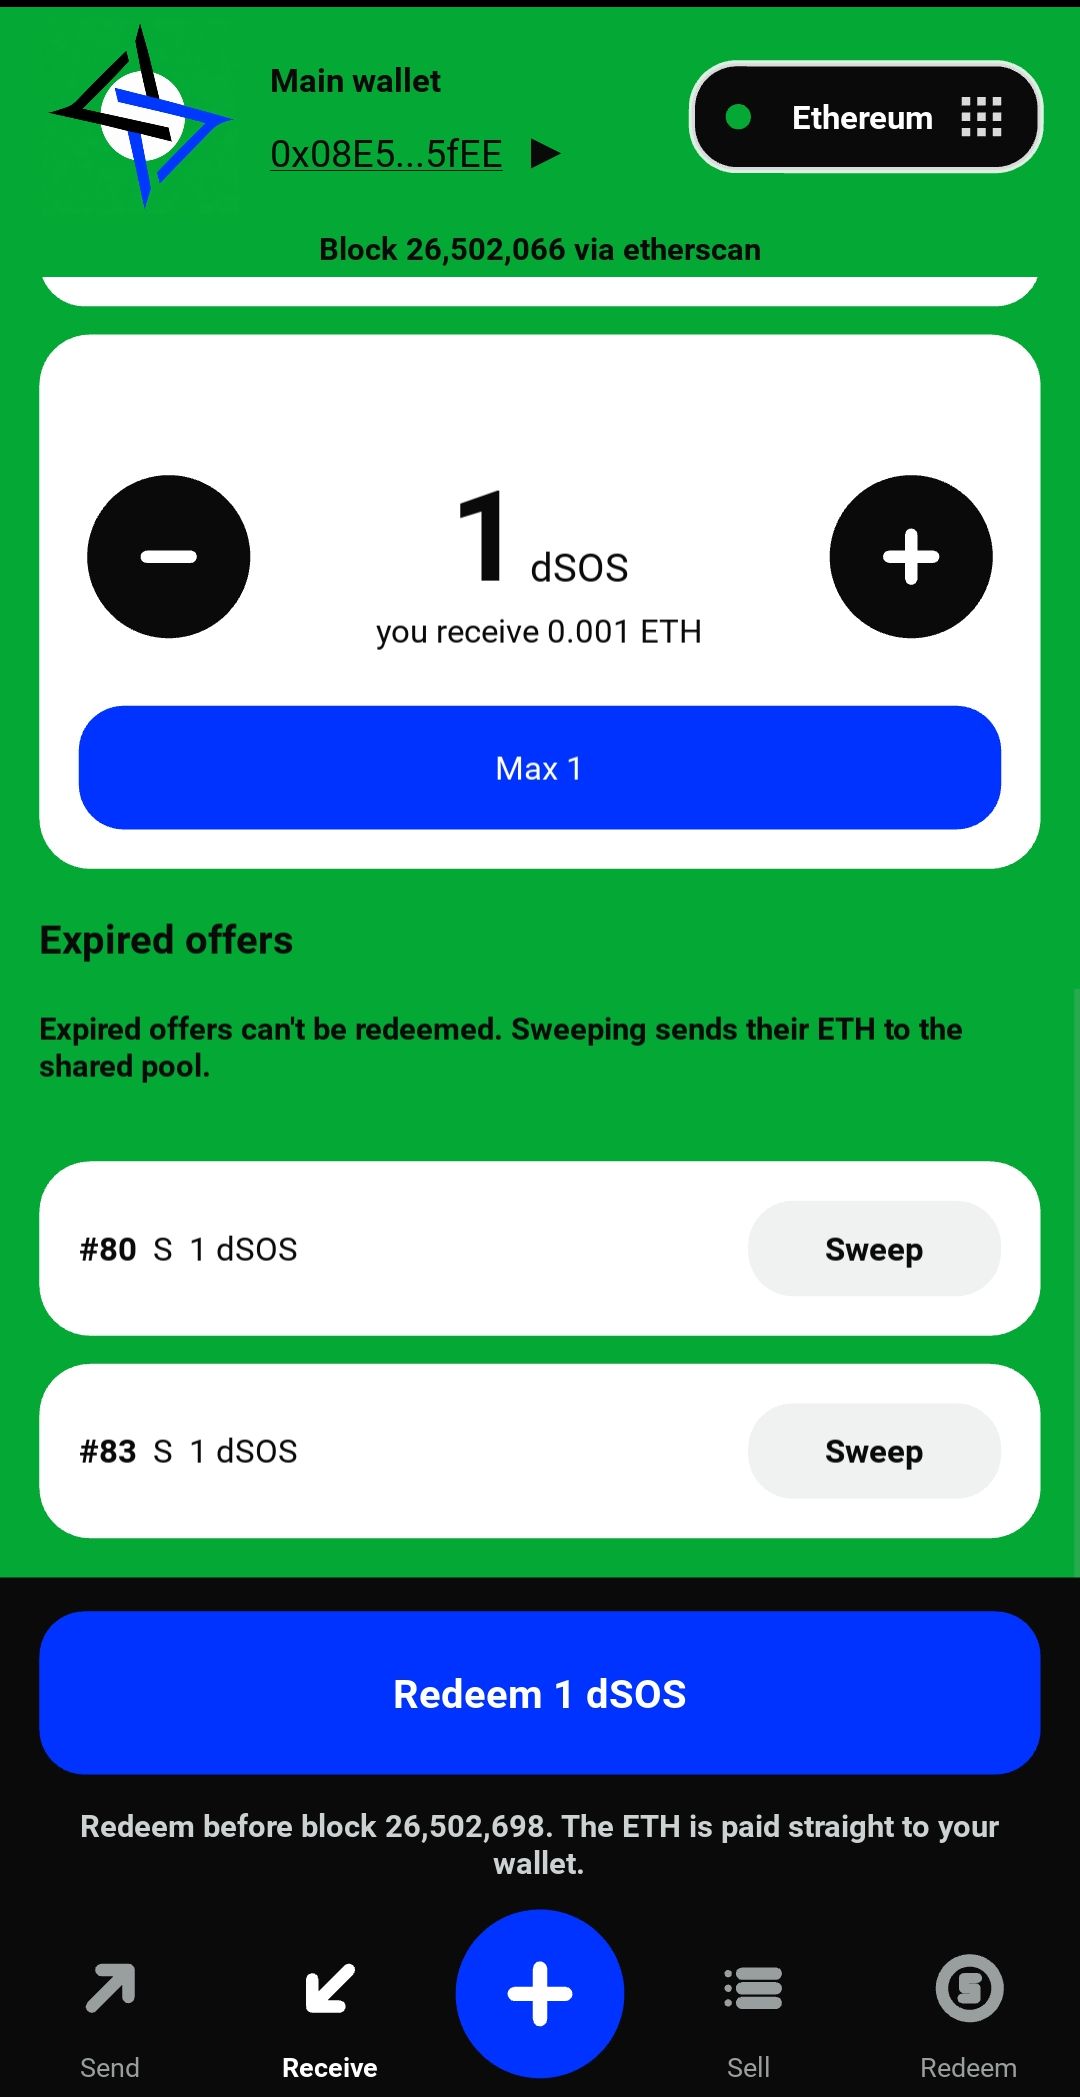 Main wallet
0x08E5...5fEE
Ethereum
Block 26,502,066 via etherscan
1 dSOS
you receive 0.001 ETH
Max 1
Expired offers
Expired offers can't be redeemed. Sweeping sends their ETH to the
shared pool.
#80 S 1 dSOS
Sweep
#83 S 1 dSOS
Sweep
Redeem 1 dSOS
Redeem before block 26,502,698. The ETH is paid straight to your
wallet.
Send
Receive
Sell
Redeem